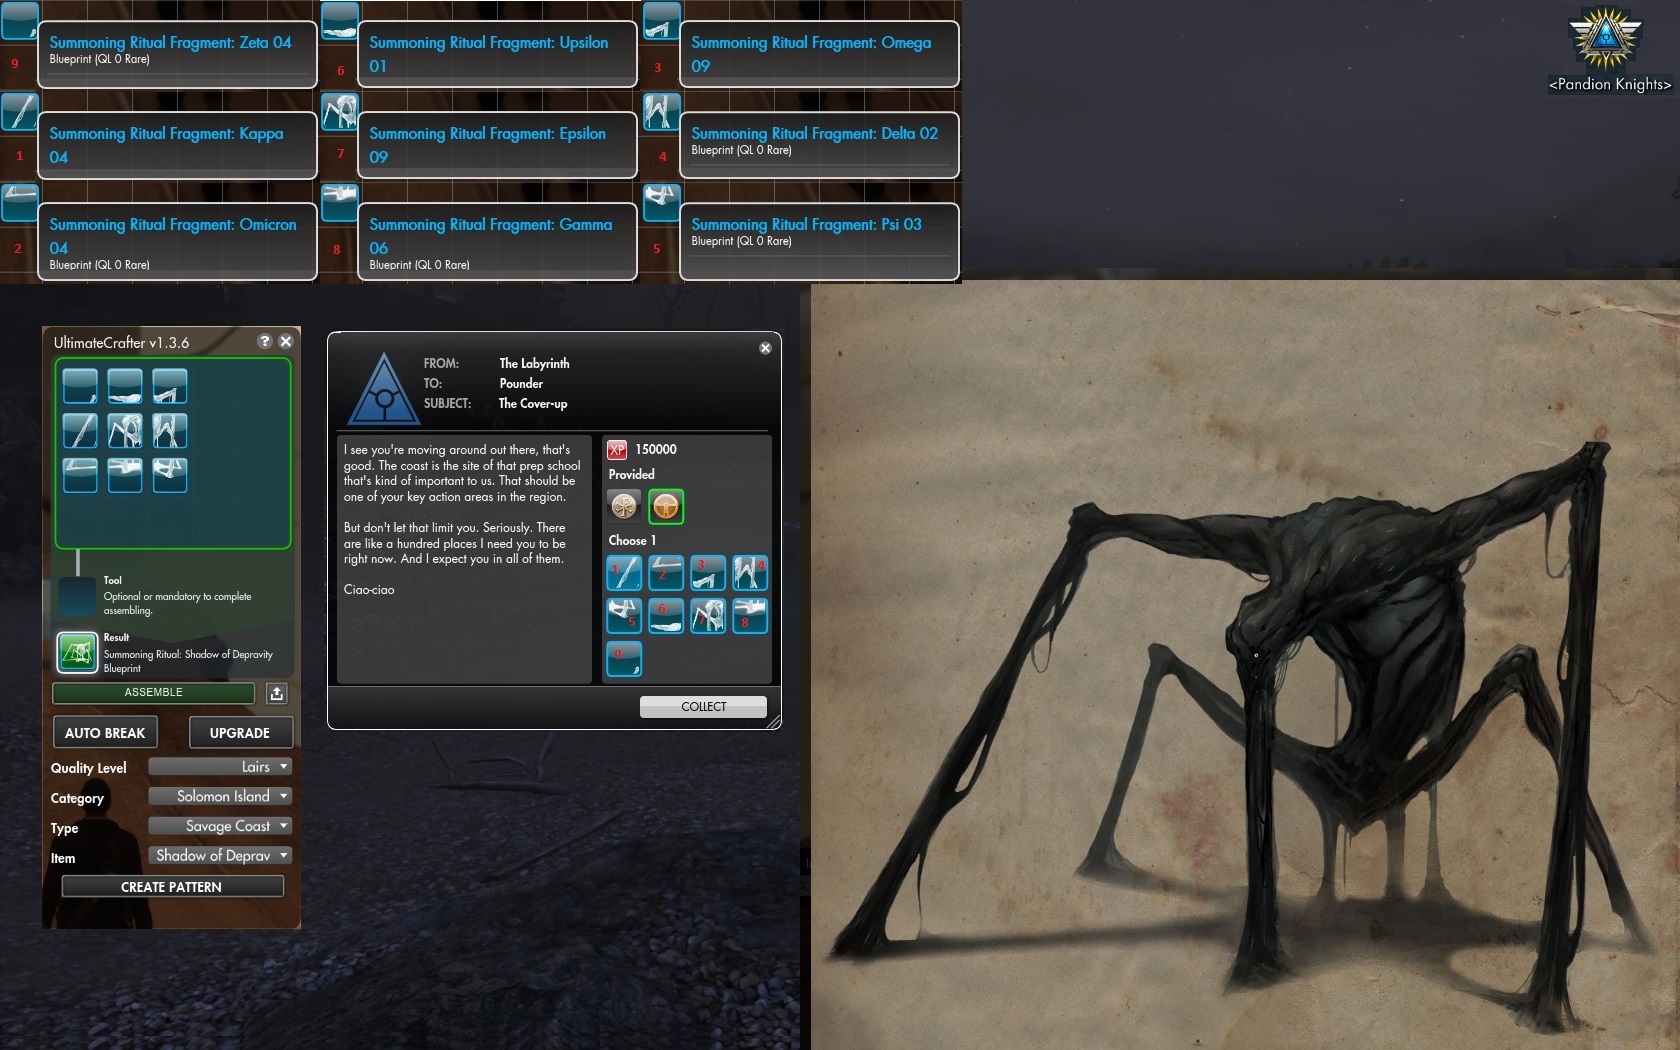 Summoning Ritual Fragment: Zeta 04
Blueprint (QL 0 Rare)
9
Summoning Ritual Fragment: Upsilon
01
6
Summoning Ritual Fragment: Omega
09
3
<Pandion Knights>
Summoning Ritual Fragment: Kappa
04
1
Summoning Ritual Fragment: Epsilon
09
7
Summoning Ritual Fragment: Delta 02
Blueprint (QL 0 Rare)
4
Summoning Ritual Fragment: Omicron
04
Blueprint (QL 0 Rare)
2
Summoning Ritual Fragment: Gamma
06
Blueprint (QL 0 Rare)
8
Summoning Ritual Fragment: Psi 03
Blueprint (QL 0 Rare)
5
UltimateCrafter v1.3.6
?
Tool
Optional or mandatory to complete
assembling.
Result
Summoning Ritual: Shadow of Depravity
Blueprint
ASSEMBLE
AUTO BREAK UPGRADE
Quality Level Lairs
Category Solomon Island
Type Savage Coast
Item Shadow of Deprav
CREATE PATTERN
FROM: The Labyrinth
TO: Pounder
SUBJECT: The Cover-up
I see you're moving around out there, that's
good. The coast is the site of that prep school
that's kind of important to us. That should be
one of your key action areas in the region.
But don't let that limit you. Seriously. There
are like a hundred places I need you to be
right now. And I expect you in all of them.
Ciao-ciao
XP 150000
Provided
Choose 1
1 2 3 4
5 6 7 8
9
COLLECT